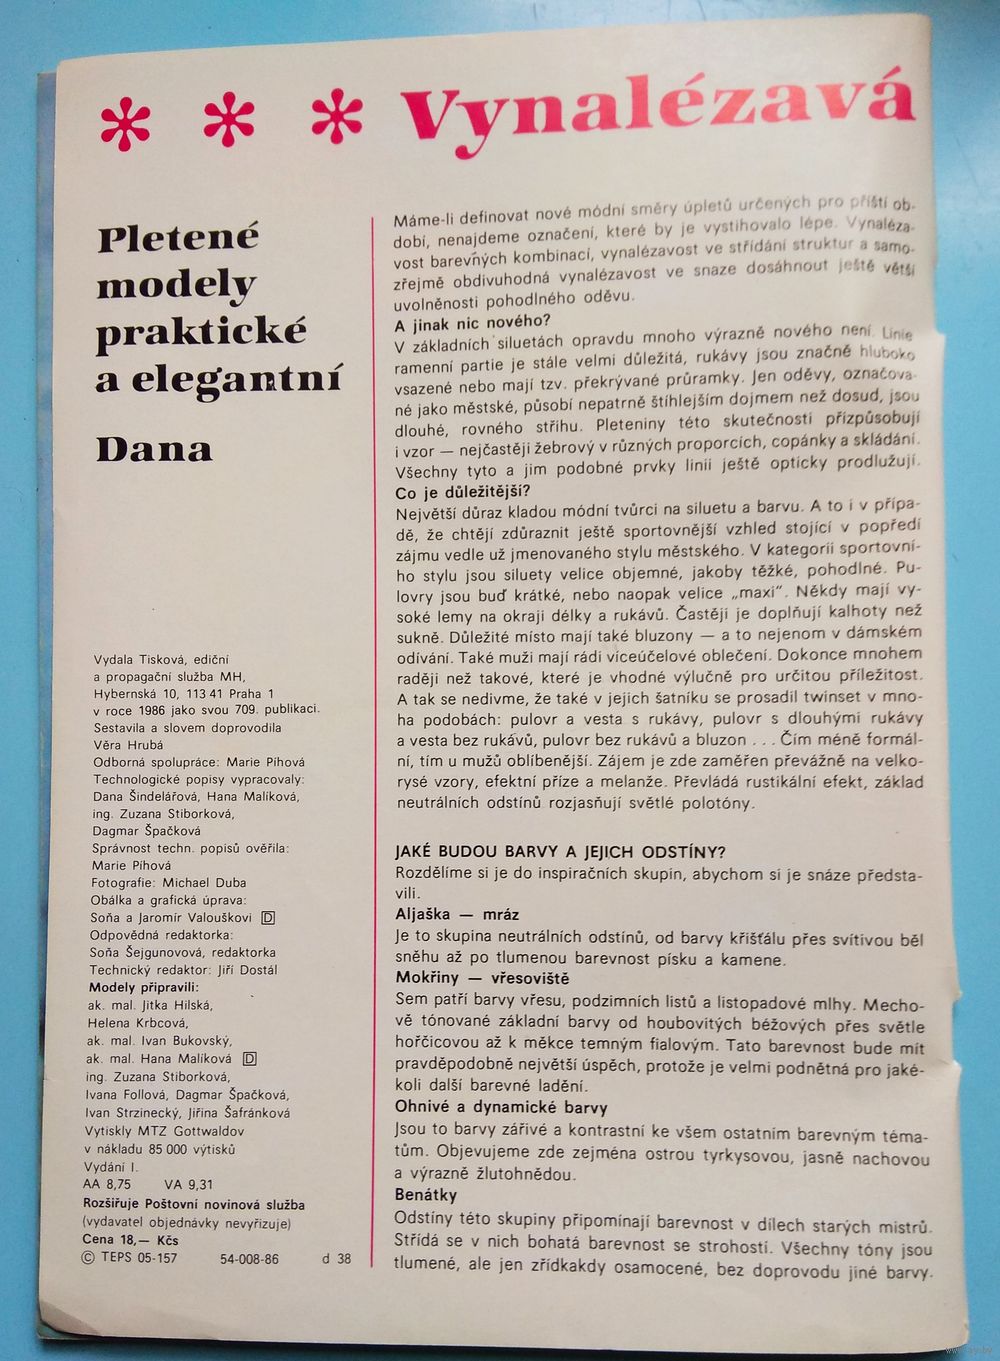 * * * Vynalézavá
Pletené
modely
praktické
a elegantní
Dana
Vydala Tisková, ediční
a propagační služba MH,
Hybernská 10, 113 41 Praha 1
v roce 1986 jako svou 709. publikaci.
Sestavila a slovem doprovodila
Věra Hrubá
Odborná spolupráce: Marie Píhová
Technologické popisy vypracovaly:
Dana Šindelářová, Hana Malíková,
ing. Zuzana Stiborková,
Dagmar Špačková
Správnost techn. popisů ověřila:
Marie Píhová
Fotografie: Michael Duba
Obálka a grafická úprava:
Soňa a Jaromír Valouškovi D
Odpovědná redaktorka:
Soňa Šejgunovová, redaktorka
Technický redaktor: Jiří Dostál
Modely připravili:
ak. mal. Jitka Hilská,
Helena Krbcová,
ak. mal. Ivan Bukovský,
ak. mal. Hana Malíková D
ing. Zuzana Stiborková,
Ivana Follová, Dagmar Špačková,
Ivan Strzinecký, Jiřina Šafránková
Vytiskly MTZ Gottwaldov
v nákladu 85 000 výtisků
Vydání I.
AA 8,75 VA 9,31
Rozšiřuje Poštovní novinová služba
(vydavatel objednávky nevyřizuje)
Cena 18,— Kčs
© TEPS 05-157 54-008-86 d 38
Máme-li definovat nové módní směry úpletů určených pro příští ob-
dobí, nenajdeme označení, které by je vystihovalo lépe. Vynaléza-
vost barevných kombinací, vynalézavost ve střídání struktur a samo-
zřejmě obdivuhodná vynalézavost ve snaze dosáhnout ještě větší
uvolněnosti pohodlného oděvu.
A jinak nic nového?
V základních siluetách opravdu mnoho výrazně nového není. Linie
ramenní partie je stále velmi důležitá, rukávy jsou značně hluboko
vsazené nebo mají tzv. překrývané průramky. Jen oděvy, označova-
né jako městské, působí nepatrně štíhlejším dojmem než dosud, jsou
dlouhé, rovného střihu. Pleteniny této skutečnosti přizpůsobují
i vzor — nejčastěji žebrový v různých proporcích, copánky a skládání.
Všechny tyto a jim podobné prvky linii ještě opticky prodlužují.
Co je důležitější?
Největší důraz kladou módní tvůrci na siluetu a barvu. A to i v přípa-
dě, že chtějí zdůraznit ještě sportovnější vzhled stojící v popředí
zájmu vedle už jmenovaného stylu městského. V kategorii sportovní-
ho stylu jsou siluety velice objemné, jakoby těžké, pohodlné. Pu-
lovry jsou buď krátké, nebo naopak velice „maxi". Někdy mají vy-
soké lemy na okraji délky a rukávů. Častěji je doplňují kalhoty než
sukně. Důležité místo mají také bluzony — a to nejenom v dámském
odívání. Také muži mají rádi víceúčelové oblečení. Dokonce mnohem
raději než takové, které je vhodné výlučně pro určitou příležitost.
A tak se nedivme, že také v jejich šatníku se prosadil twinset v mno-
ha podobách: pulovr a vesta s rukávy, pulovr s dlouhými rukávy
a vesta bez rukávů, pulovr bez rukávů a bluzon . . . Čím méně formál-
ní, tím u mužů oblíbenější. Zájem je zde zaměřen převážně na velko-
rysé vzory, efektní příze a melanže. Převládá rustikální efekt, základ
neutrálních odstínů rozjasňují světlé polotóny.
JAKÉ BUDOU BARVY A JEJICH ODSTÍNY?
Rozdělíme si je do inspiračních skupin, abychom si je snáze předsta-
vili.
Aljaška — mráz
Je to skupina neutrálních odstínů, od barvy křišťálu přes svítivou běl
sněhu až po tlumenou barevnost písku a kamene.
Mokřiny — vřesoviště
Sem patří barvy vřesu, podzimních listů a listopadové mlhy. Mecho-
vě tónované základní barvy od houbovitých béžových přes světle
hořčicovou až k měkce temným fialovým. Tato barevnost bude mít
pravděpodobně největší úspěch, protože je velmi podnětná pro jaké-
koli další barevné ladění.
Ohnivé a dynamické barvy
Jsou to barvy zářivé a kontrastní ke všem ostatním barevným téma-
tům. Objevujeme zde zejména ostrou tyrkysovou, jasně nachovou
a výrazně žlutohnědou.
Benátky
Odstíny této skupiny připomínají barevnost v dílech starých mistrů.
Střídá se v nich bohatá barevnost se strohostí. Všechny tóny jsou
tlumené, ale jen zřídkakdy osamocené, bez doprovodu jiné barvy.